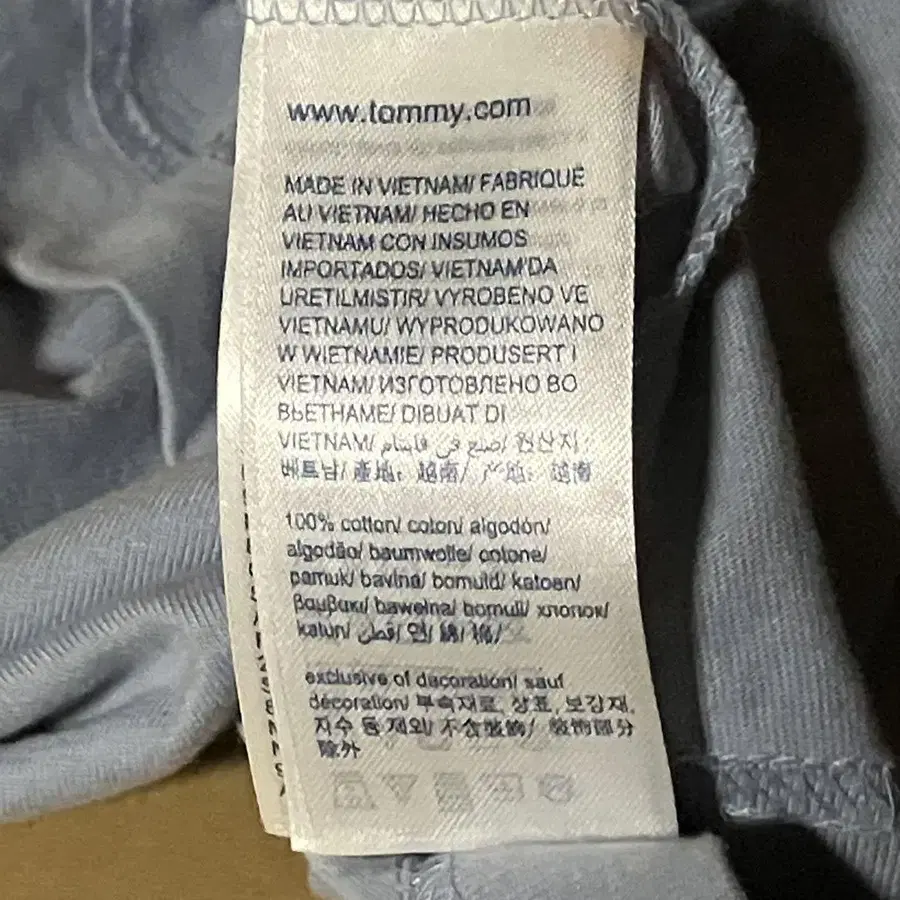 www.tommy.com
MADE IN VIETNAM/ FABRIQUÉ
AU VIETNAM/ HECHO EN
VIETNAM CON INSUMOS
IMPORTADOS/ VIETNAM'DA
URETILMISTIR/ VYROBENO VE
VIETNAMU/ WYPRODUKOWANO
W WIETNAMIE/ PRODUSERT I
VIETNAM/ ИЗГОТОВЛЕНО ВО
ВЬЕТНАМЕ/ DIBUAT DI
VIETNAM/ صنع في فايتنام/ 원산지:
베트남/ 產地: 越南/ 产地: 越南
100% cotton/ coton/ algodón/
algodão/ baumwolle/ cotone/
pamuk/ bavlna/ bomuld/ katoen/
βαμβακι/ bawełna/ bomull/ хлопок/
katun/ قطن/ 면/ 綿/ 棉/
exclusive of decoration/ sauf
décoration/ 부속재료, 상표, 보강재,
자수 등 제외/ 不含裝飾/ 装饰部分
除外